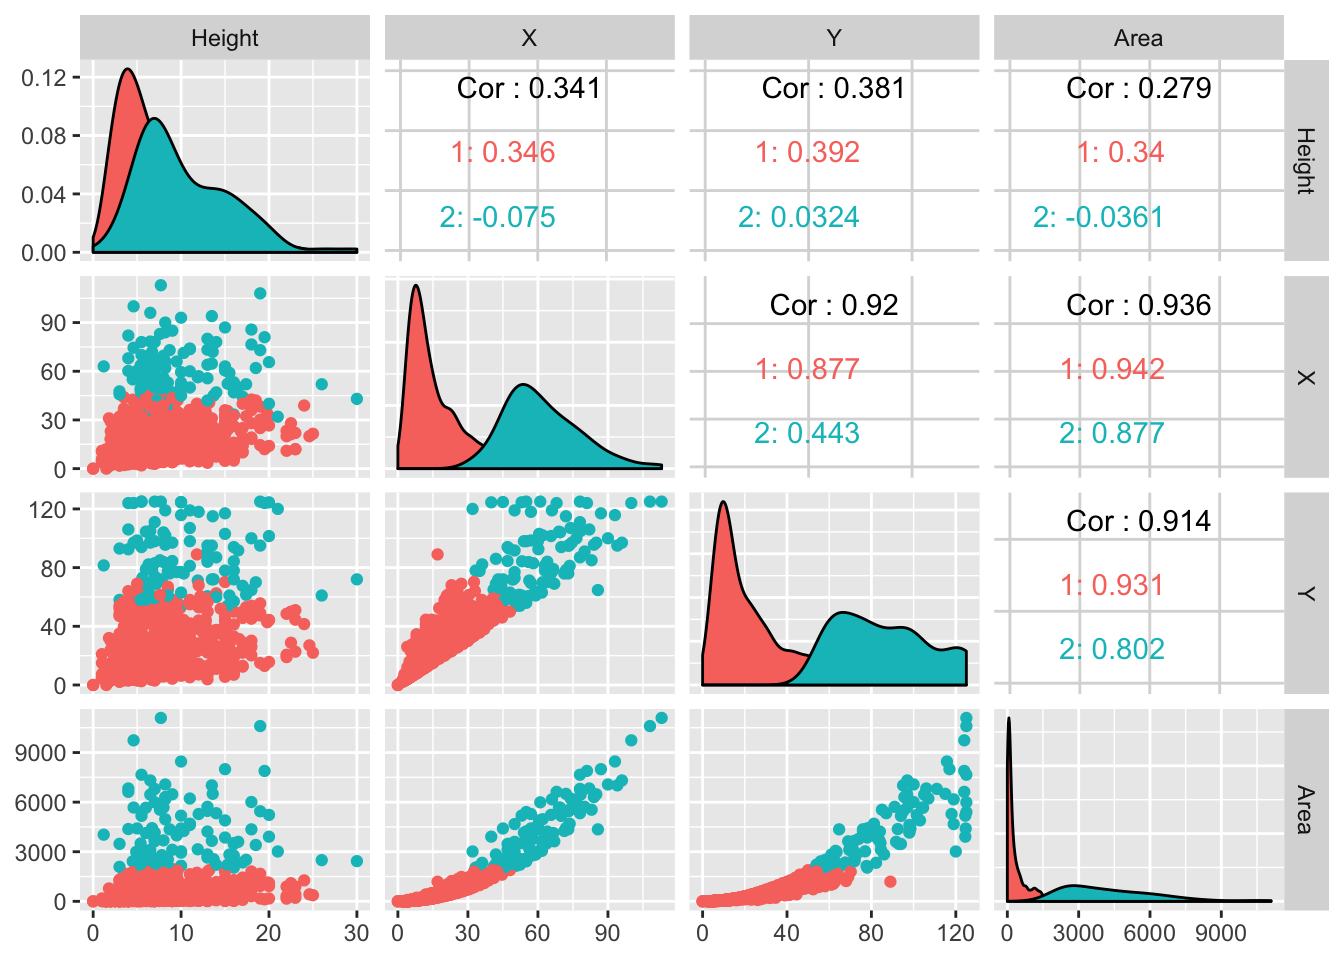 Height X Y Area
0.12
0.08
0.04
0.00
Cor : 0.341
1: 0.346
2: -0.075
Cor : 0.381
1: 0.392
2: 0.0324
Cor : 0.279
1: 0.34
2: -0.0361
Height
90
60
30
0
Cor : 0.92
1: 0.877
2: 0.443
Cor : 0.936
1: 0.942
2: 0.877
X
120
80
40
0
Cor : 0.914
1: 0.931
2: 0.802
Y
9000
6000
3000
0
Area
0 10 20 30
0 30 60 90
0 40 80 120
0 3000 6000 9000